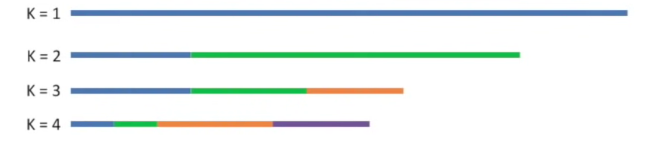 K = 1
K = 2
K = 3
K = 4